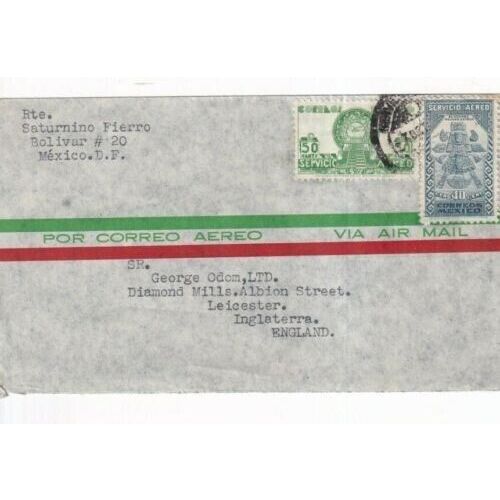 Rte.
Saturnino Fierro
Bolivar # 20
México.D.F.
CORREOS
50
SERVICIO
SERVICIO AEREO
CORREOS
MEXICO
POR CORREO AEREO VIA AIR MAIL
SR.
George Odom,LTD.
Diamond Mills.Albion Street.
Leicester.
Inglaterra.
ENGLAND.